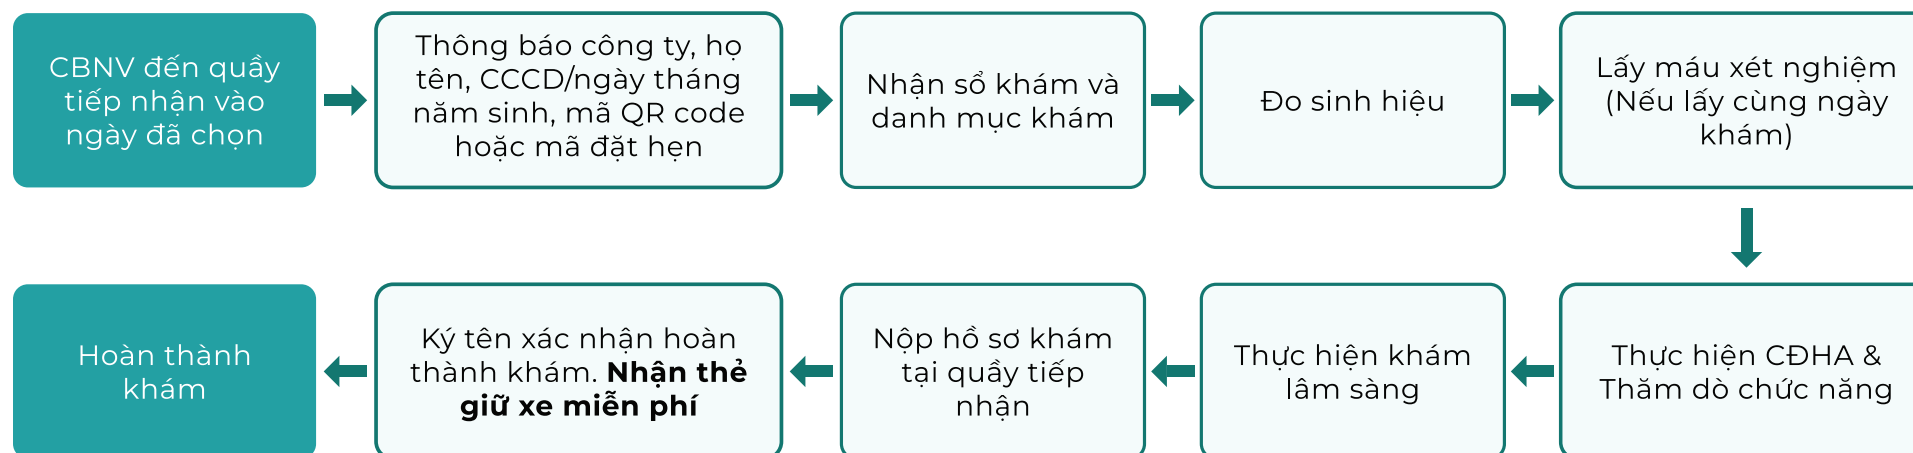 CBNV đến quầy
tiếp nhận vào
ngày đã chọn
Thông báo công ty, họ
tên, CCCD/ngày tháng
năm sinh, mã QR code
hoặc mã đặt hẹn
Nhận sổ khám và
danh mục khám
Đo sinh hiệu
Lấy máu xét nghiệm
(Nếu lấy cùng ngày
khám)
Thực hiện CĐHA &
Thăm dò chức năng
Thực hiện khám
lâm sàng
Nộp hồ sơ khám
tại quầy tiếp
nhận
Ký tên xác nhận hoàn
thành khám. Nhận thẻ
giữ xe miễn phí
Hoàn thành
khám